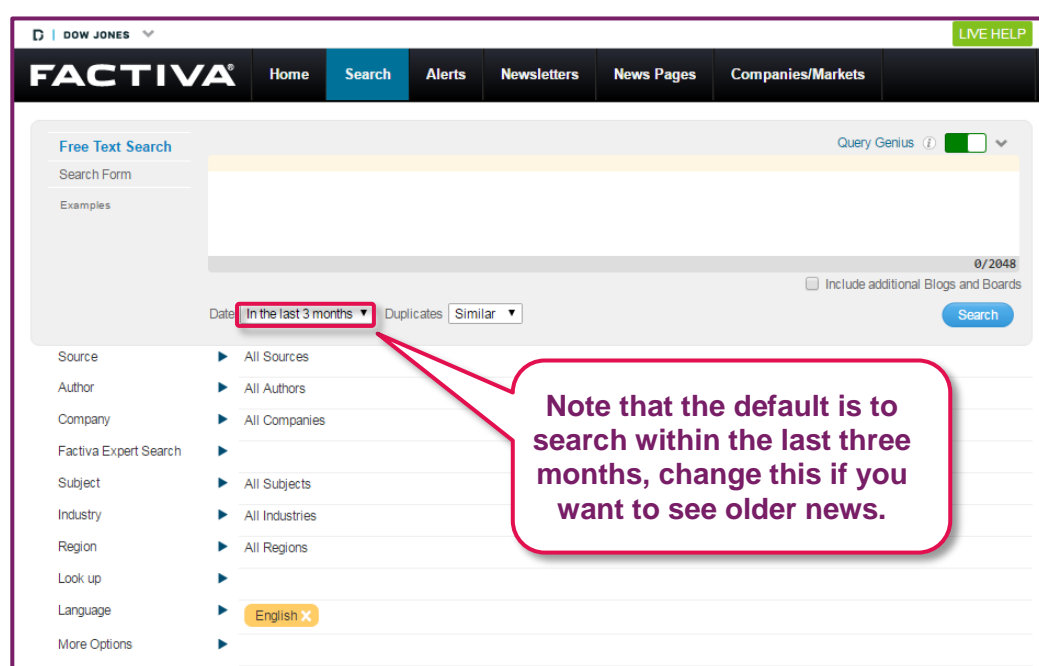 DOW JONES
LIVE HELP
FACTIVA® Home Search Alerts Newsletters News Pages Companies/Markets
Free Text Search
Query Genius i
Search Form
Examples
0/2048
Include additional Blogs and Boards
Date In the last 3 months Duplicates Similar Search
Source All Sources
Author All Authors
Company All Companies
Factiva Expert Search
Subject All Subjects
Industry All Industries
Region All Regions
Look up
Language English X
More Options
Note that the default is to
search within the last three
months, change this if you
want to see older news.